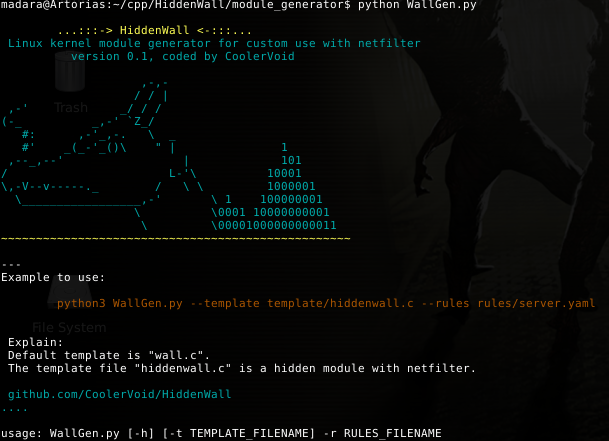 madara@Artorias:~/cpp/HiddenWall/module_generator$ python WallGen.py
...:::-> HiddenWall <-:::...
Linux kernel module generator for custom use with netfilter
version 0.1, coded by CoolerVoid
Trash
1
101
10001
1000001
1 100000001
\0001 10000000001
\00001000000000011
---
Example to use:
python3 WallGen.py --template template/hiddenwall.c --rules rules/server.yaml
File System
Explain:
Default template is "wall.c".
The template file "hiddenwall.c" is a hidden module with netfilter.
github.com/CoolerVoid/HiddenWall
....
usage: WallGen.py [-h] [-t TEMPLATE_FILENAME] -r RULES_FILENAME